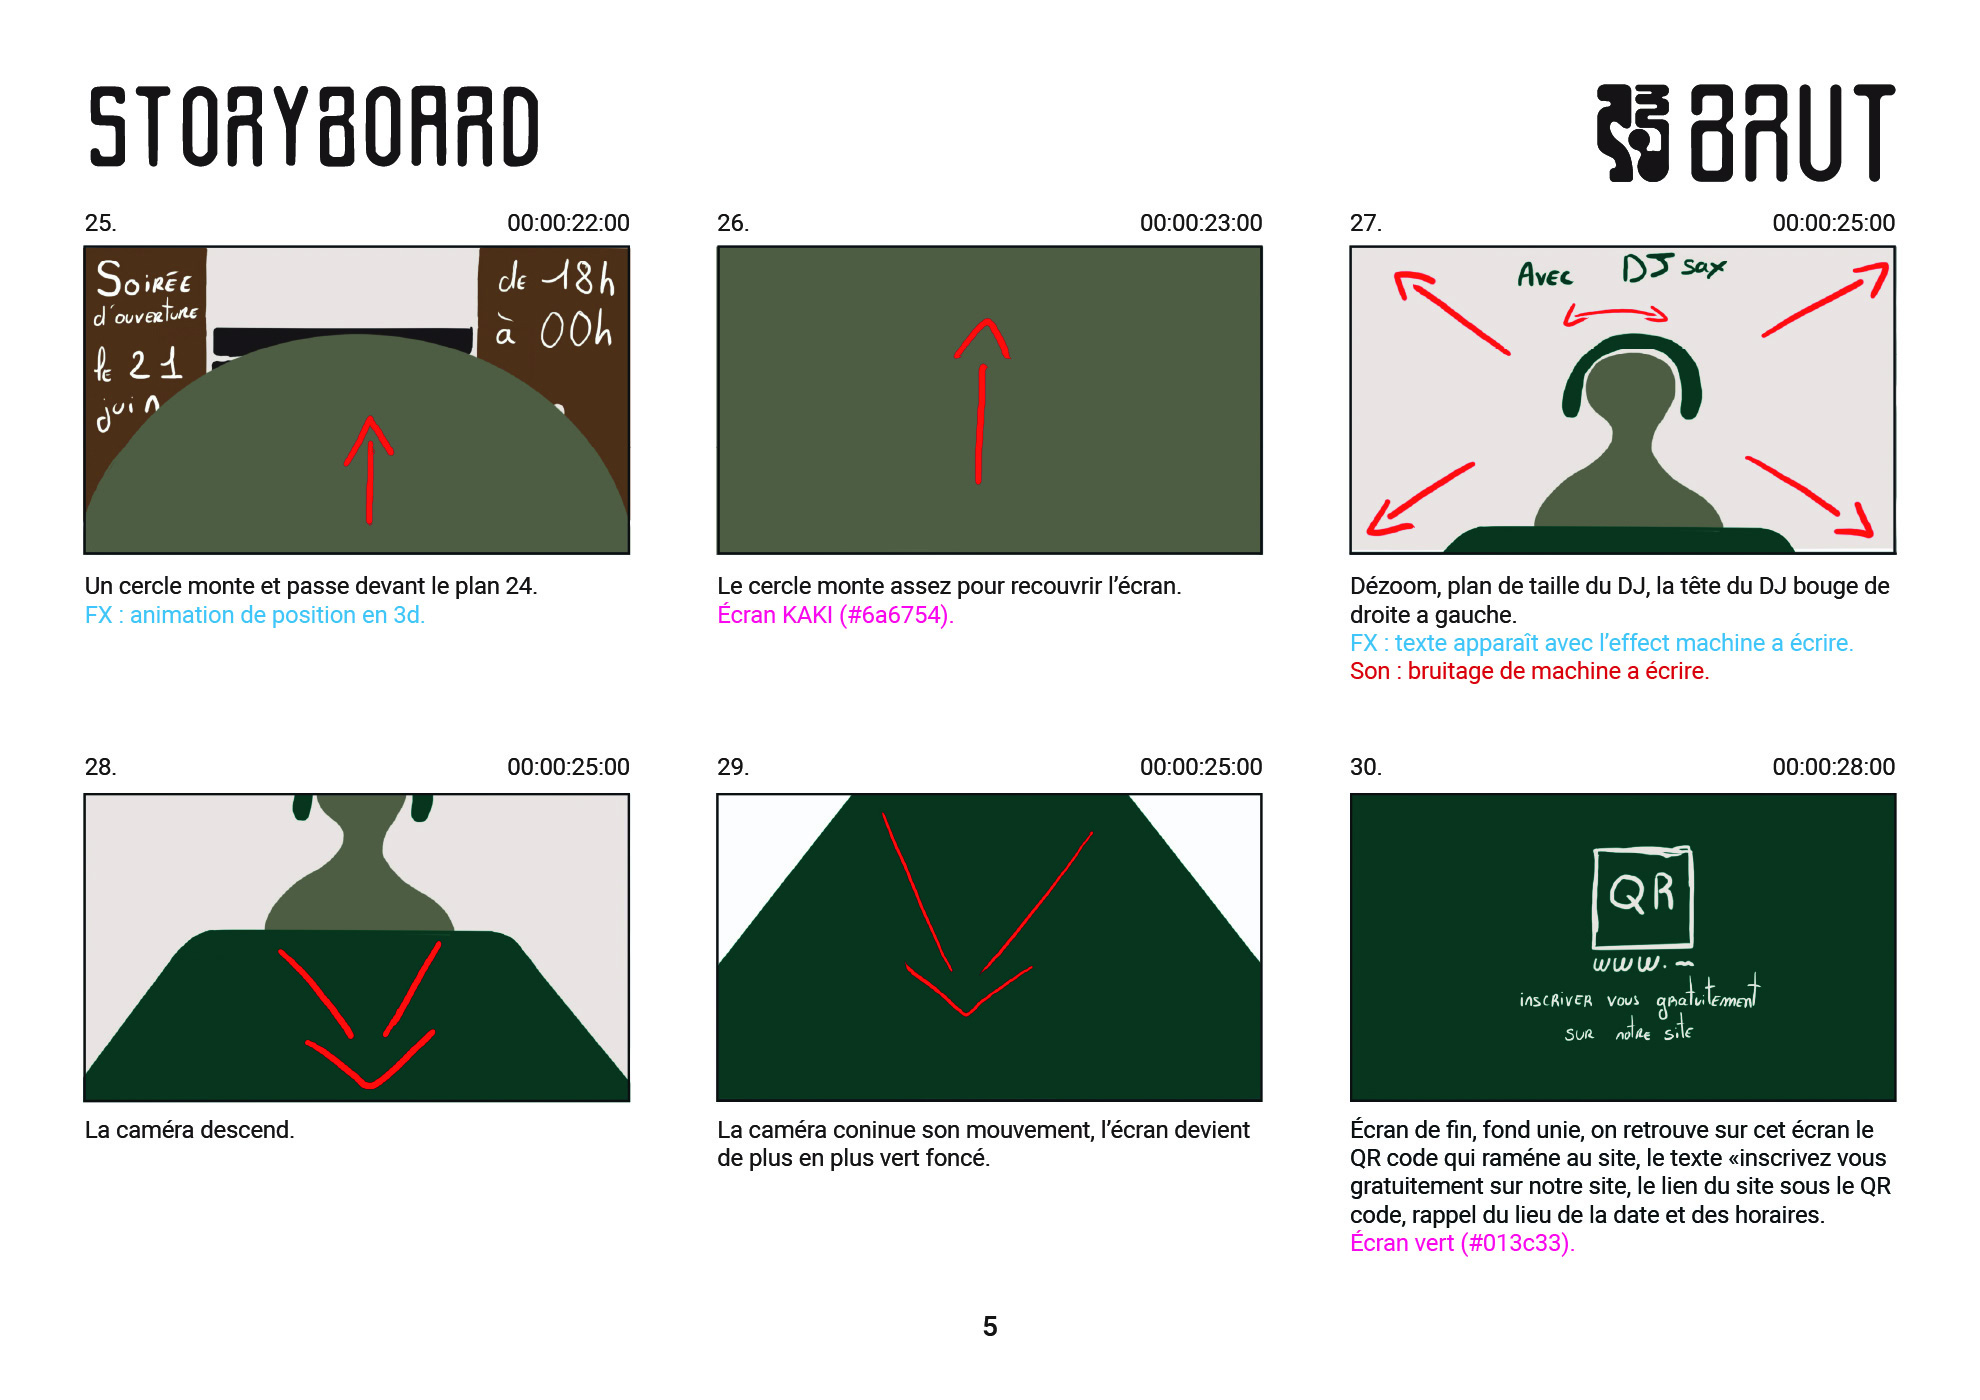 STORYBOARD
BRUT
25.
00:00:22:00
Soirée
d'ouverture
le 21
juin
de 18h
à 00h
Un cercle monte et passe devant le plan 24.
FX : animation de position en 3d.
26.
00:00:23:00
Le cercle monte assez pour recouvrir l’écran.
Écran KAKI (#6a6754).
27.
00:00:25:00
Avec DJ sax
Dézoom, plan de taille du DJ, la tête du DJ bouge de
droite a gauche.
FX : texte apparaît avec l’effect machine a écrire.
Son : bruitage de machine a écrire.
28.
00:00:25:00
La caméra descend.
29.
00:00:25:00
La caméra coninue son mouvement, l’écran devient
de plus en plus vert foncé.
30.
00:00:28:00
QR
www.~
inscriver vous gratuitement
sur notre site
Écran de fin, fond unie, on retrouve sur cet écran le
QR code qui raméne au site, le texte «inscrivez vous
gratuitement sur notre site, le lien du site sous le QR
code, rappel du lieu de la date et des horaires.
Écran vert (#013c33).
5